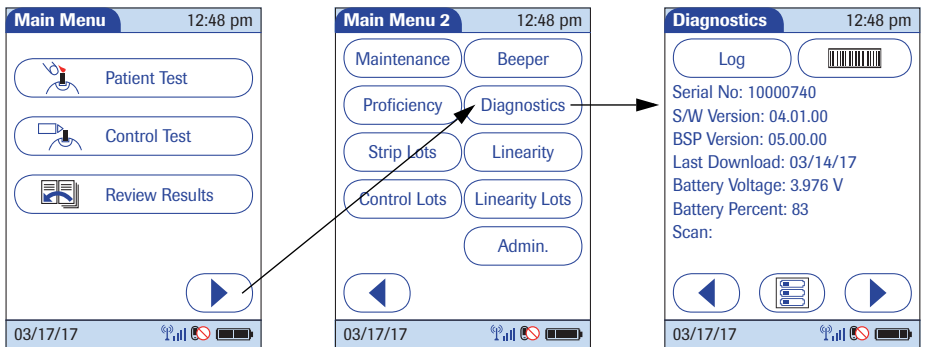 Main Menu 12:48 pm
Patient Test
Control Test
Review Results
03/17/17
Main Menu 2 12:48 pm
Maintenance Beeper
Proficiency Diagnostics
Strip Lots Linearity
Control Lots Linearity Lots
Admin.
03/17/17
Diagnostics 12:48 pm
Log
Serial No: 10000740
S/W Version: 04.01.00
BSP Version: 05.00.00
Last Download: 03/14/17
Battery Voltage: 3.976 V
Battery Percent: 83
Scan:
03/17/17